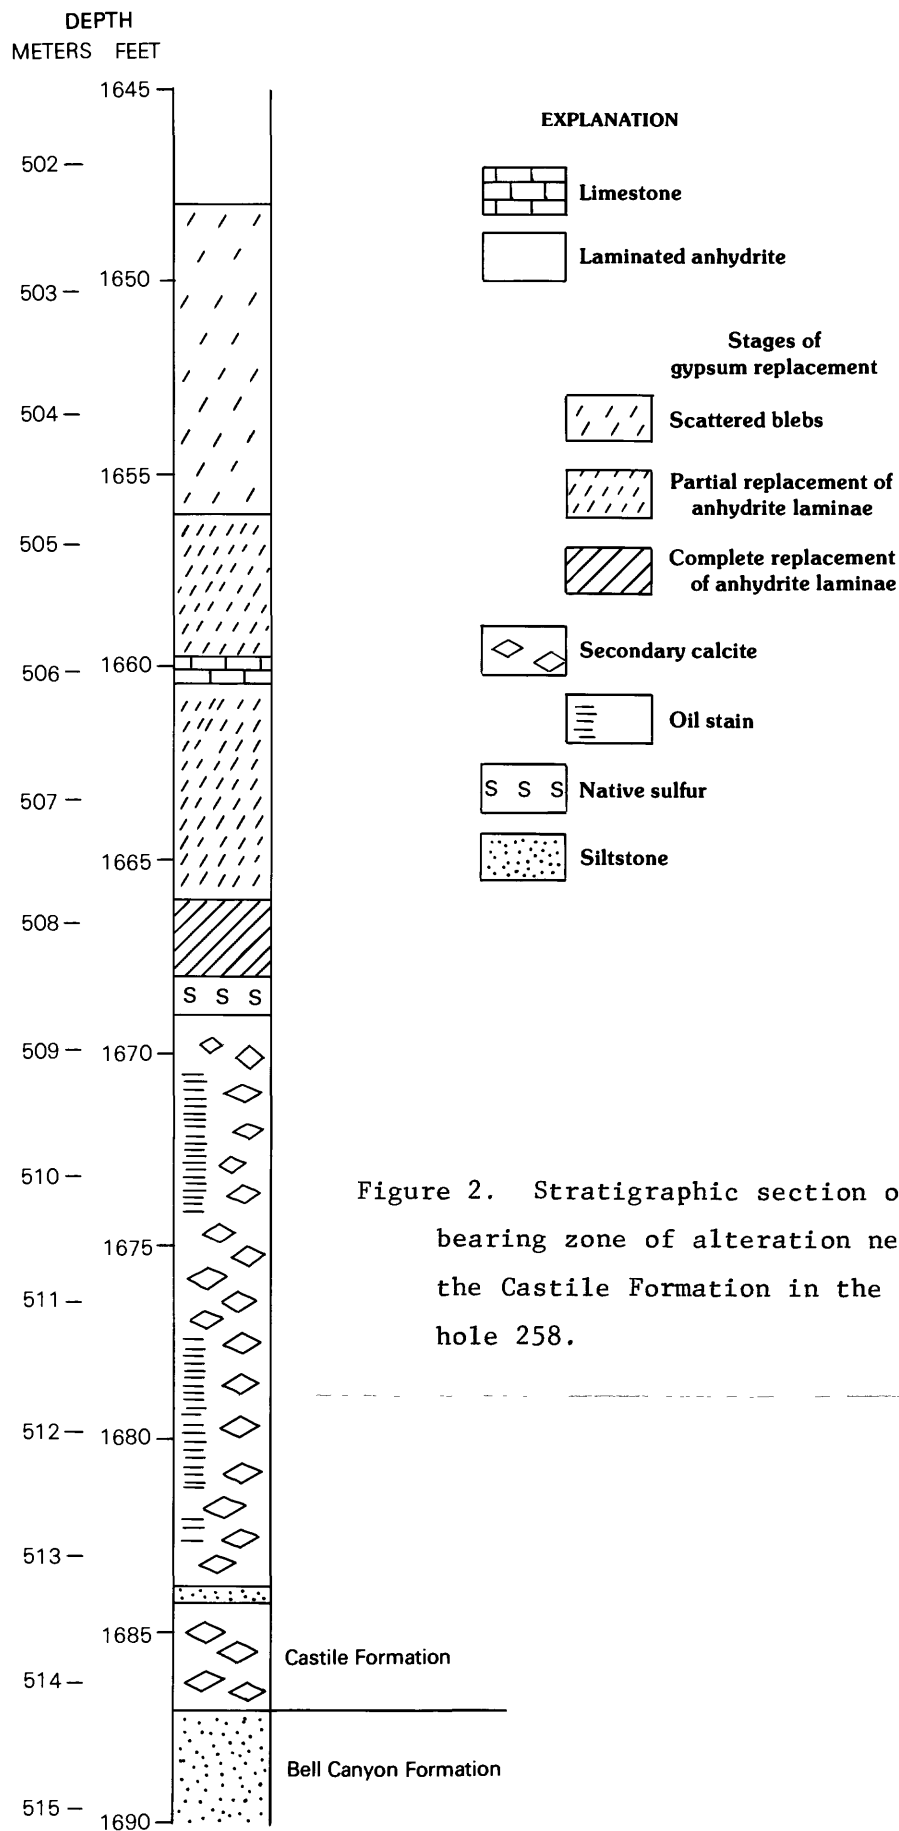 DEPTH
METERS FEET
1645
502
1650
503
504
1655
505
1660
506
507
1665
508
S S S
509
1670
510
1675
511
512
1680
513
1685
514
515
1690
EXPLANATION
Limestone
Laminated anhydrite
Stages of
gypsum replacement
Scattered blebs
Partial replacement of
anhydrite laminae
Complete replacement
of anhydrite laminae
Secondary calcite
Oil stain
S S S Native sulfur
Siltstone
Figure 2. Stratigraphic section o
bearing zone of alteration ne
the Castile Formation in the
hole 258.
Castile Formation
Bell Canyon Formation